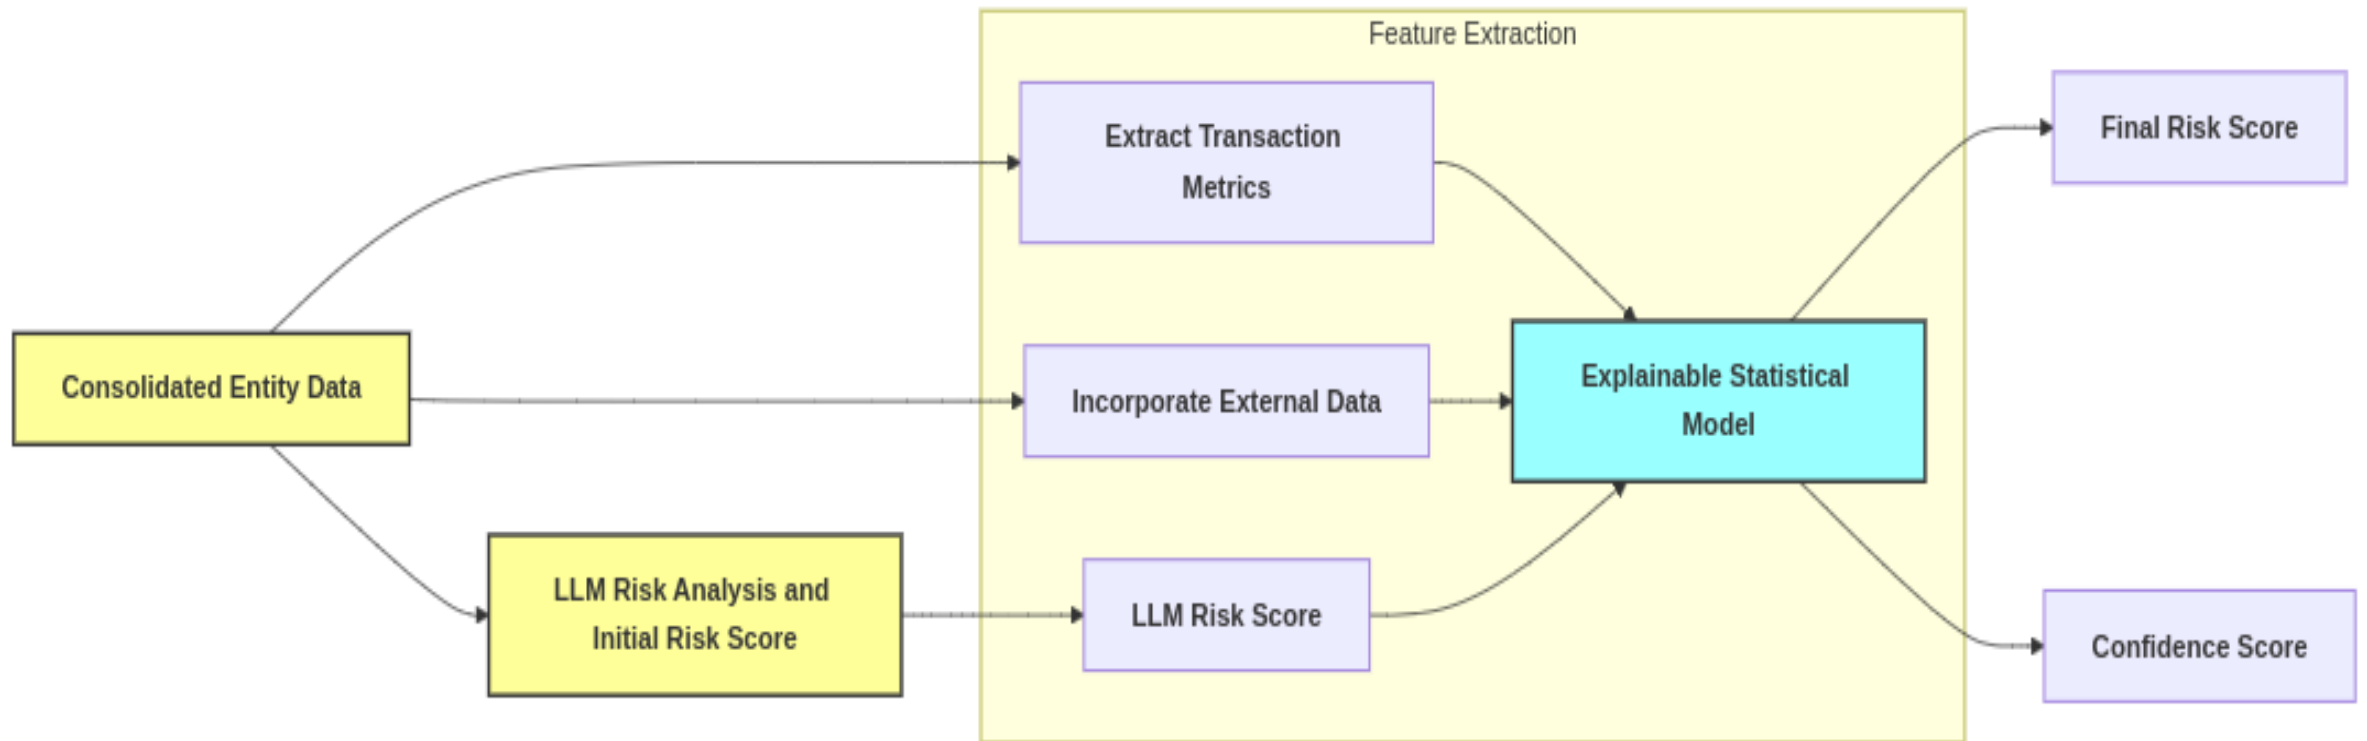 Feature Extraction
Extract Transaction
Metrics
Final Risk Score
Consolidated Entity Data
Incorporate External Data
Explainable Statistical
Model
LLM Risk Analysis and
Initial Risk Score
LLM Risk Score
Confidence Score